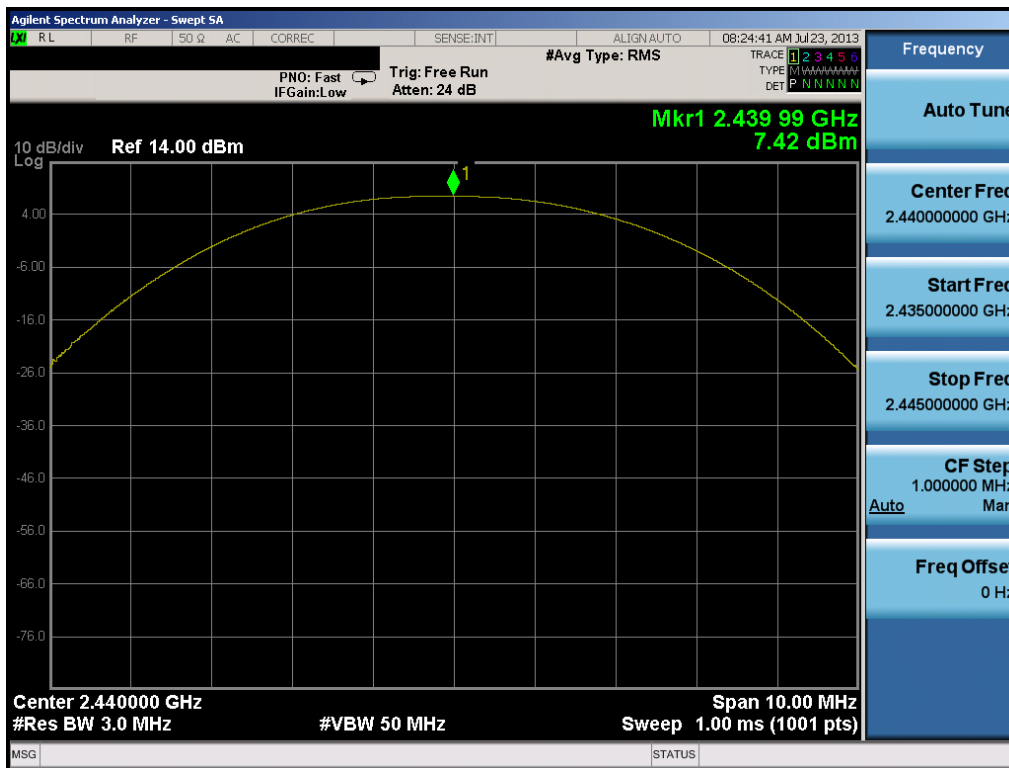 Agilent Spectrum Analyzer - Swept SA
LXI RL RF 50 Ω AC CORREC SENSE:INT ALIGN AUTO 08:24:41 AM Jul 23, 2013
#Avg Type: RMS
TRACE 1 2 3 4 5 6
TYPE M W W W W W
DET P N N N N N
PNO: Fast
IFGain:Low
Trig: Free Run
Atten: 24 dB
Mkr1 2.439 99 GHz
7.42 dBm
10 dB/div Ref 14.00 dBm
Log
1
4.00
-6.00
-16.0
-26.0
-36.0
-46.0
-56.0
-66.0
-76.0
Center 2.440000 GHz Span 10.00 MHz
#Res BW 3.0 MHz #VBW 50 MHz Sweep 1.00 ms (1001 pts)
MSG STATUS
Frequency
Auto Tune
Center Freq
2.440000000 GHz
Start Freq
2.435000000 GHz
Stop Freq
2.445000000 GHz
CF Step
1.000000 MHz
Auto Man
Freq Offset
0 Hz